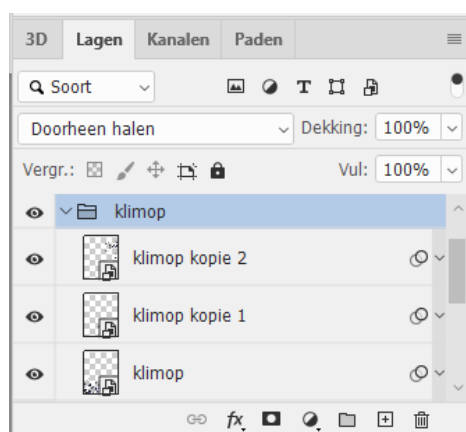 3D Lagen Kanalen Paden
Soort
Doorheen halen Dekking: 100%
Vergr.: Vul: 100%
klimop
klimop kopie 2
klimop kopie 1
klimop
fx